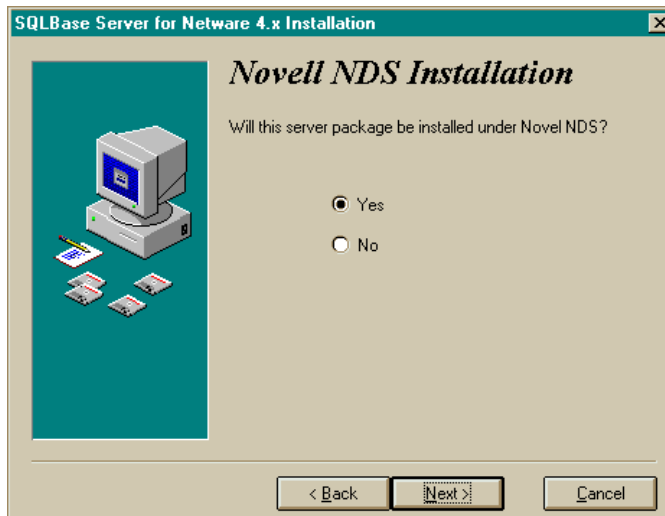 SQLBase Server for Netware 4.x Installation
Novell NDS Installation
Will this server package be installed under Novel NDS?
Yes
No
< Back
Next >
Cancel